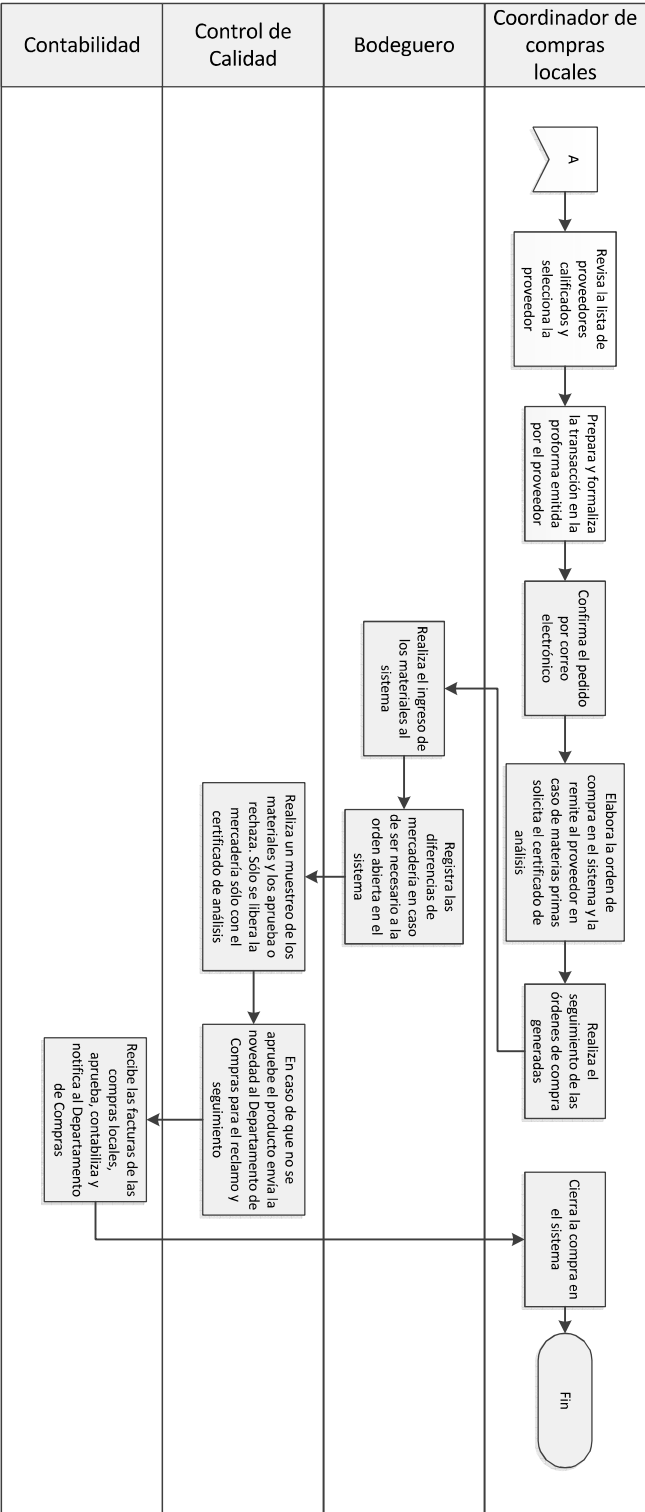 Contabilidad
Control de
Calidad
Bodeguero
Coordinador de
compras
locales
A
Revisa la lista de
proveedores
calificados y
selecciona la
proveedor
Prepara y formaliza
la transacción en la
proforma emitida
por el proveedor
Confirma el pedido
por correo
electrónico
Elabora la orden de
compra en el sistema y la
remite al proveedor en
caso de materias primas
solicita el certificado de
análisis
Realiza el
seguimiento de las
órdenes de compra
generadas
Realiza el ingreso de
los materiales al
sistema
Registra las
diferencias de
mercadería en caso
de ser necesario a la
orden abierta en el
sistema
Realiza un muestreo de los
materiales y los aprueba o
rechaza. Sólo se libera la
mercadería sólo con el
certificado de análisis
En caso de que no se
apruebe el producto envía la
novedad al Departamento de
Compras para el reclamo y
seguimiento
Recibe las facturas de las
compras locales,
aprueba, contabiliza y
notifica al Departamento
de Compras
Cierra la compra en
el sistema
Fin